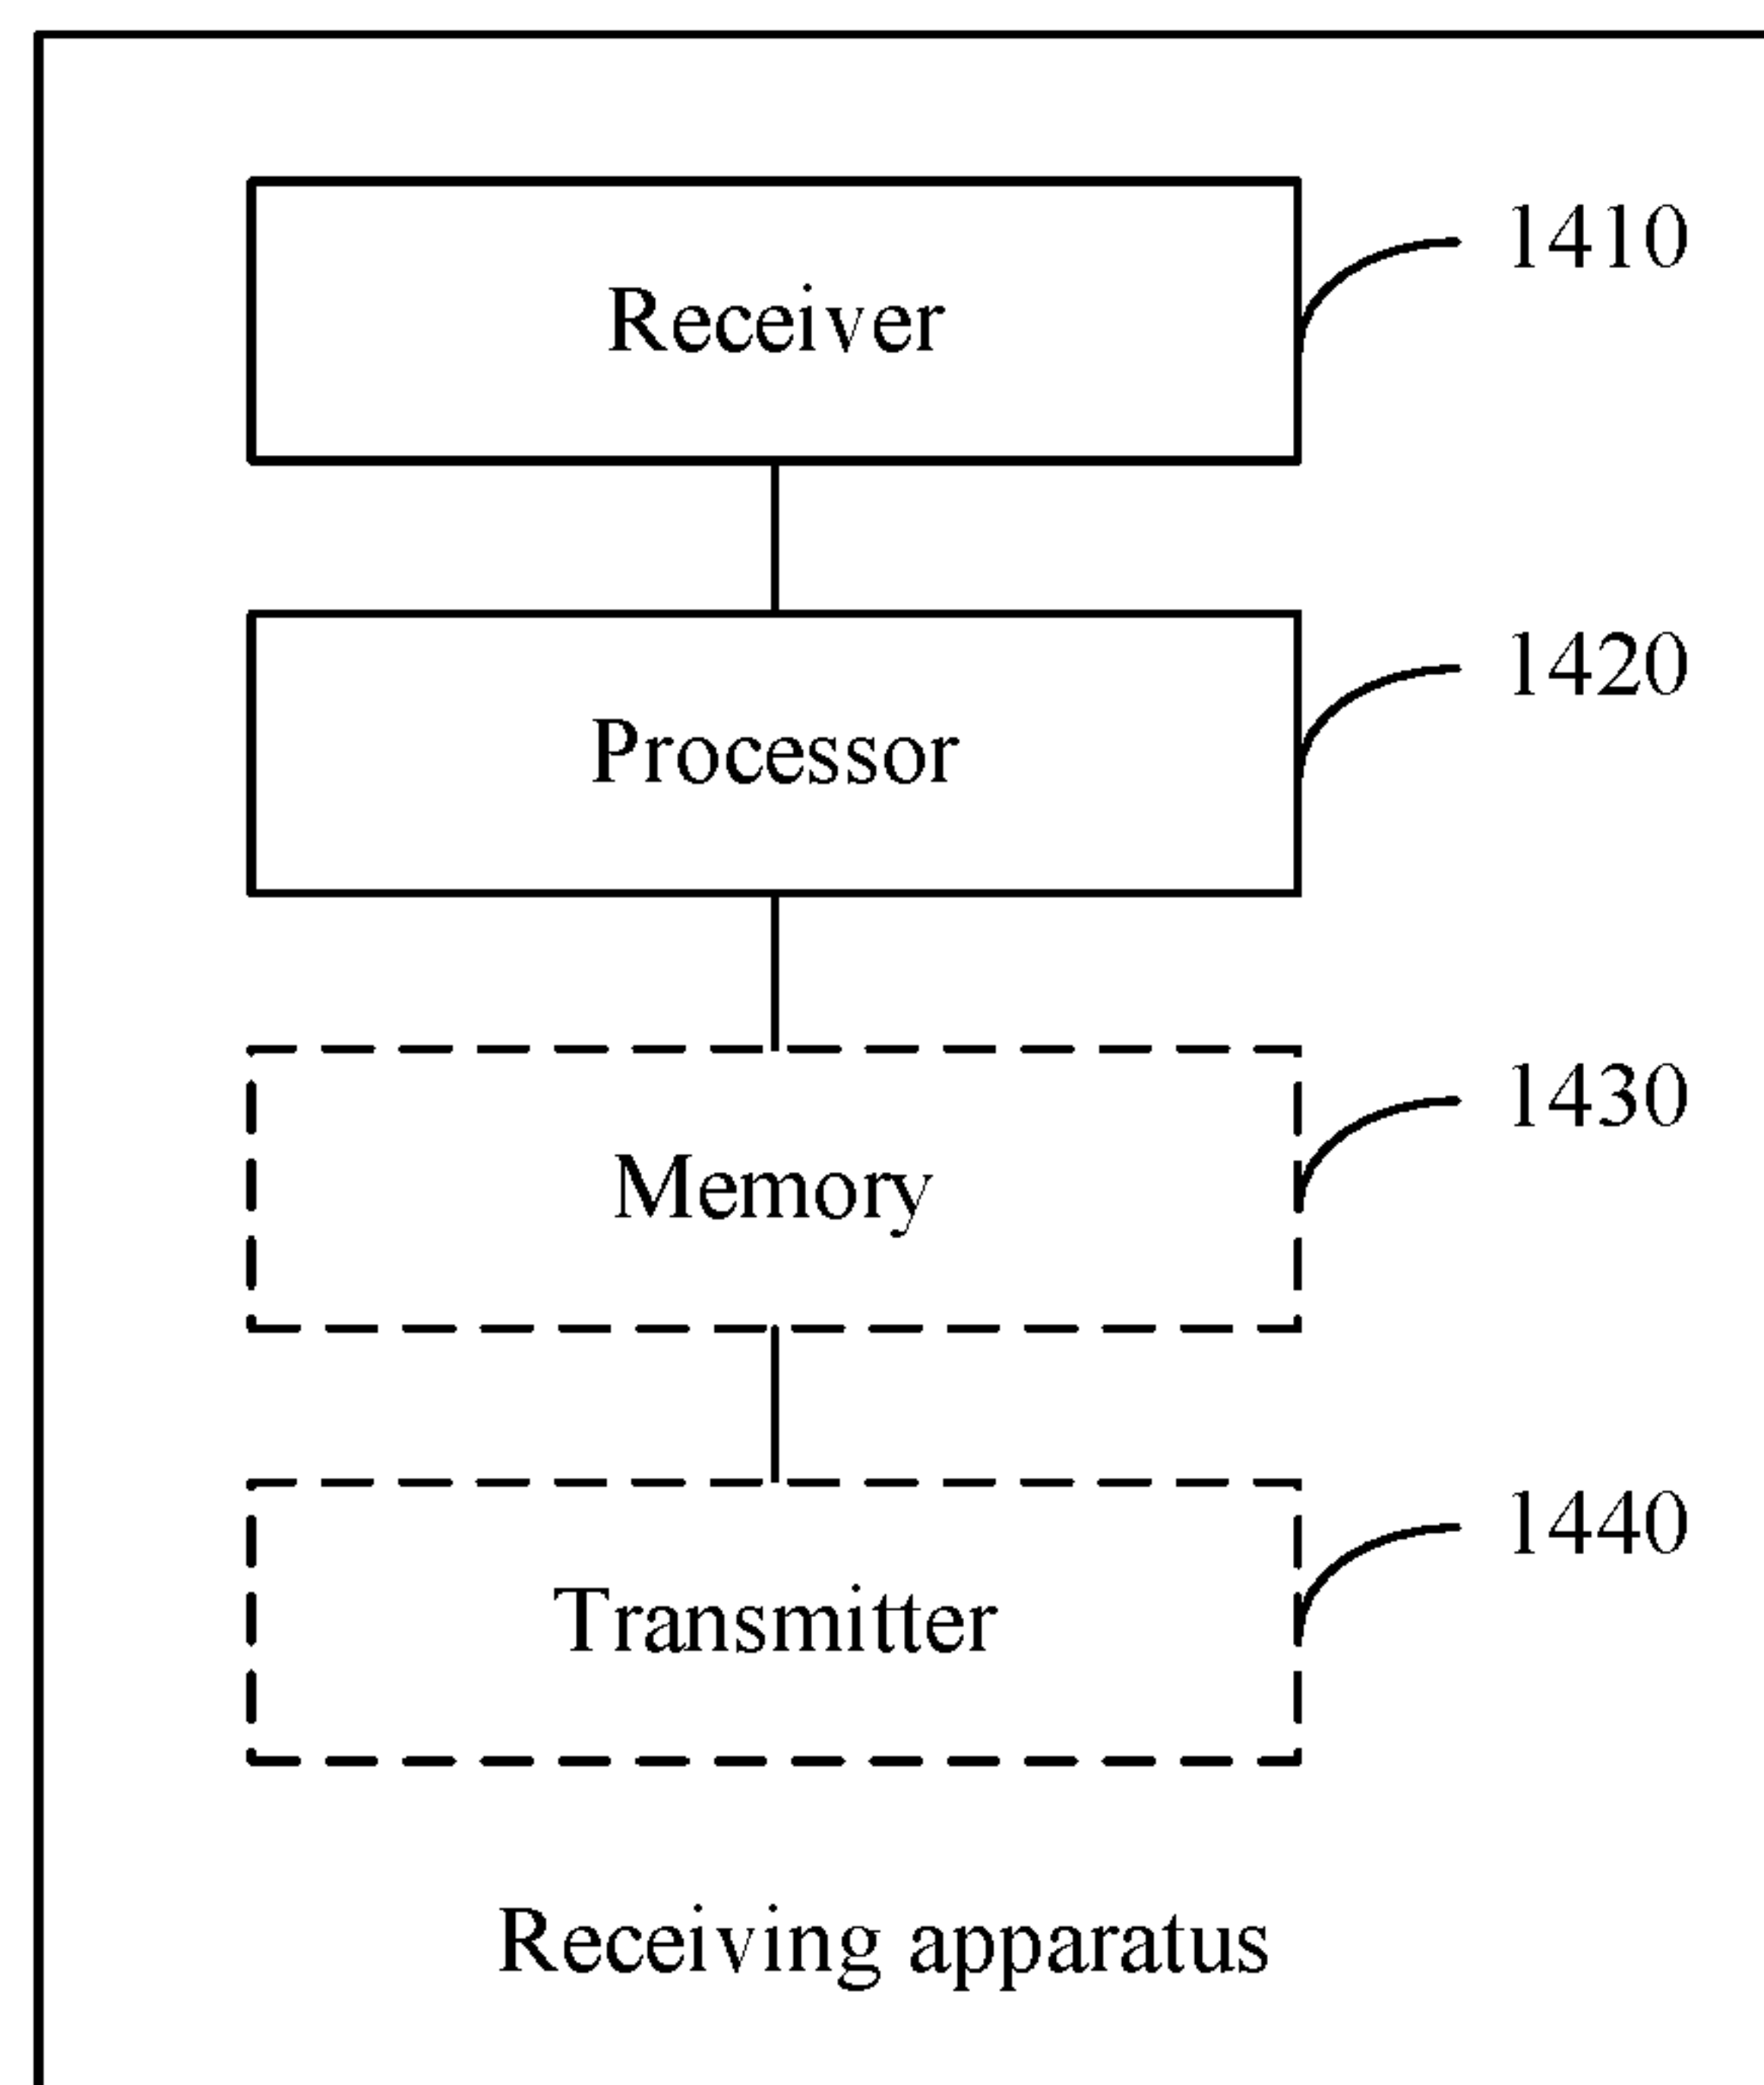 1410
Receiver
1420
Processor
1430
Memory
1440
Transmitter
Receiving apparatus